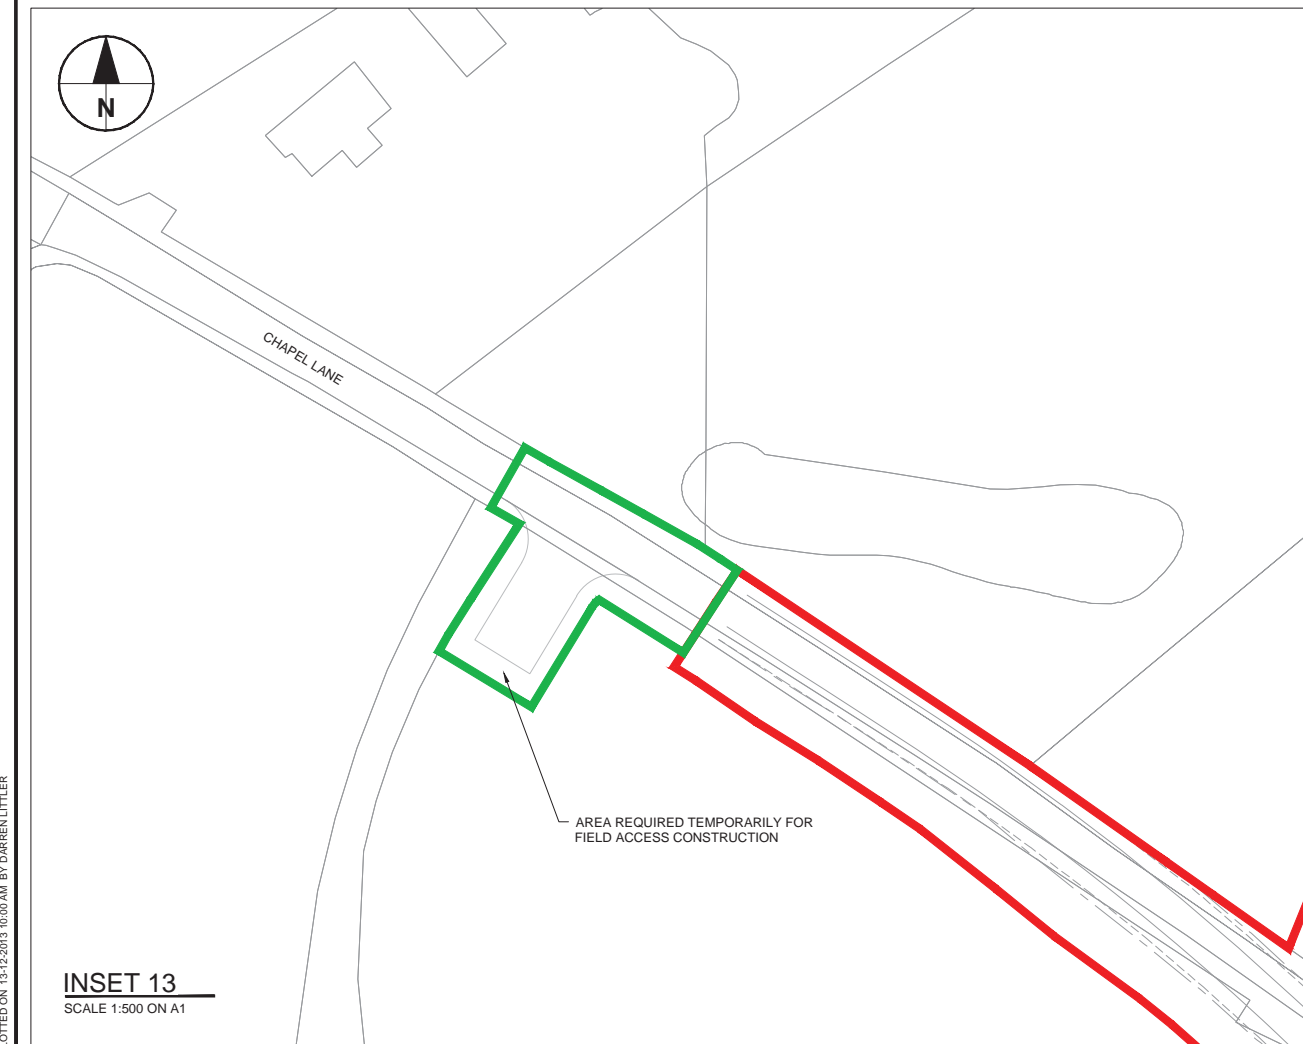 N
CHAPEL LANE
AREA REQUIRED TEMPORARILY FOR
FIELD ACCESS CONSTRUCTION
INSET 13
SCALE 1:500 ON A1
ON 13-12-2013 10:00 AM BY DARREN LITTLER